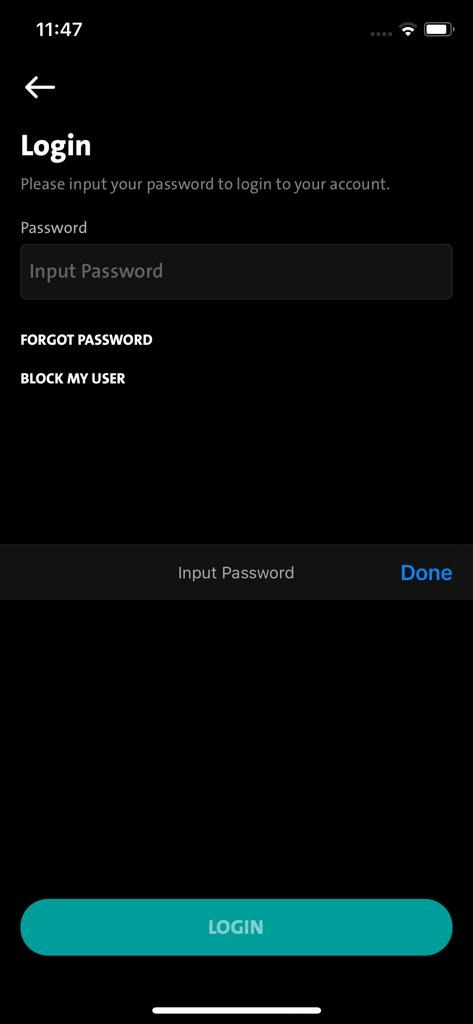 11:47
Login
Please input your password to login to your account.
Password
Input Password
FORGOT PASSWORD
BLOCK MY USER
Input Password Done
LOGIN